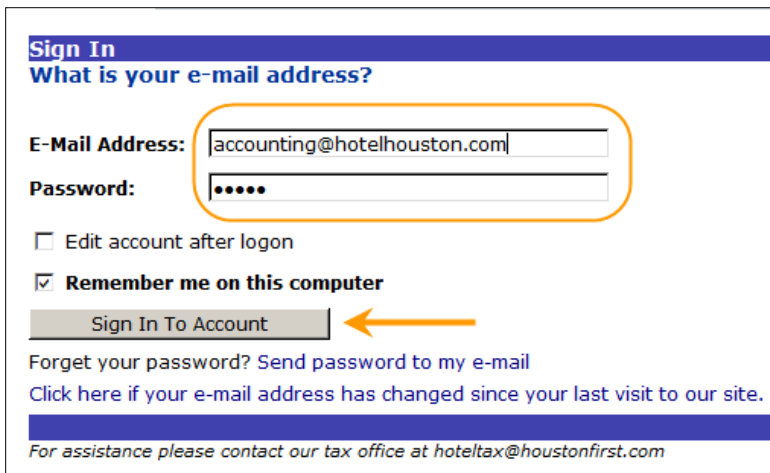 Sign In
What is your e-mail address?
E-Mail Address: accounting@hotelhouston.com
Password: •••••
Edit account after logon
Remember me on this computer
Sign In To Account
Forget your password? Send password to my e-mail
Click here if your e-mail address has changed since your last visit to our site.
For assistance please contact our tax office at hoteltax@houstonfirst.com